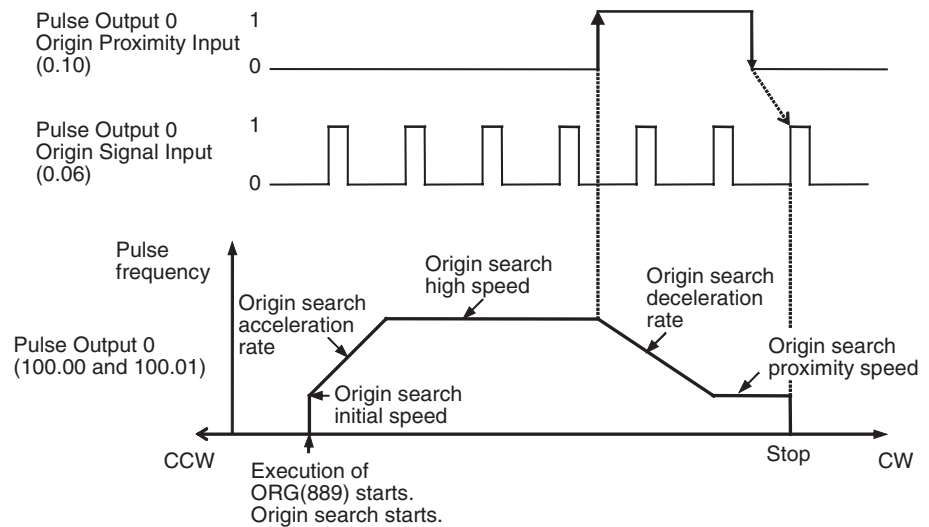 Pulse Output 0
Origin Proximity Input
(0.10)
1
0
Pulse Output 0
Origin Signal Input
(0.06)
1
0
Pulse
frequency
Origin search
acceleration
rate
Origin search
high speed
Origin search
deceleration
rate
Pulse Output 0
(100.00 and 100.01)
Origin search
proximity speed
Origin search
initial speed
CCW
Stop
CW
Execution of
ORG(889) starts.
Origin search starts.